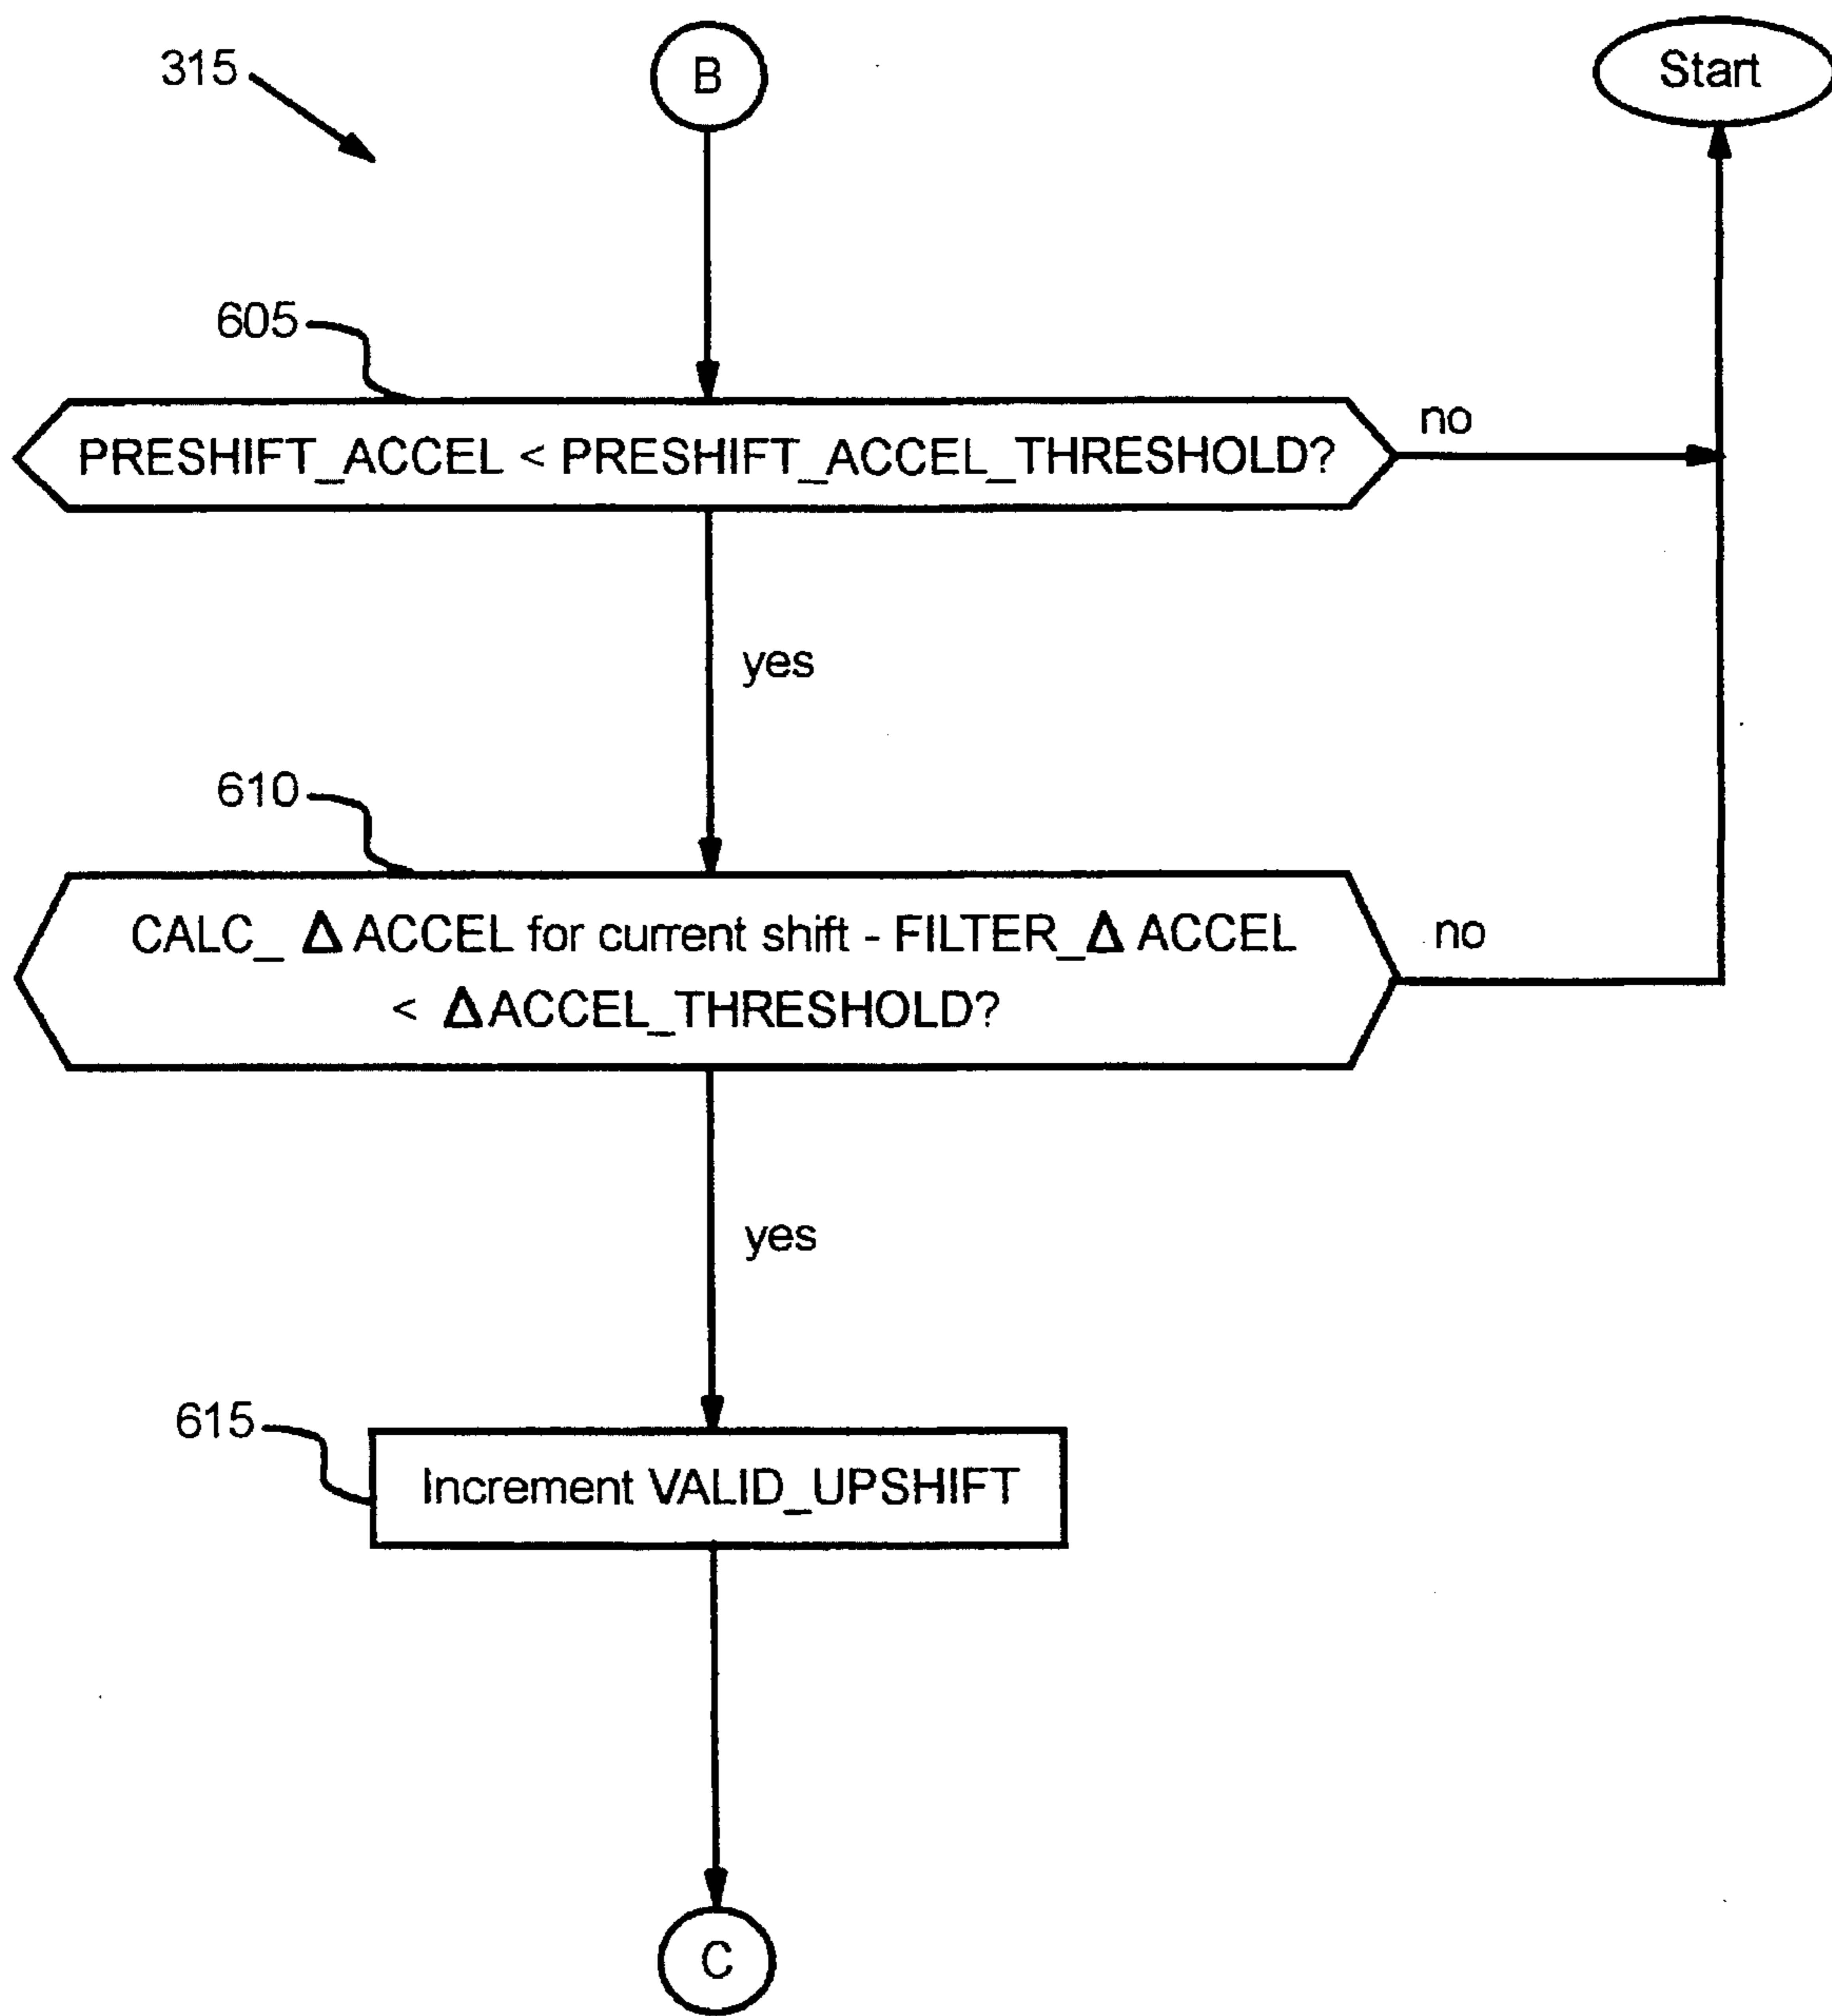 315
B
Start
605
PRESHIFT_ACCEL < PRESHIFT_ACCEL_THRESHOLD?
no
yes
610
CALC_ Δ ACCEL for current shift - FILTER_Δ ACCEL
< ΔACCEL_THRESHOLD?
no
yes
615
Increment VALID_UPSHIFT
C